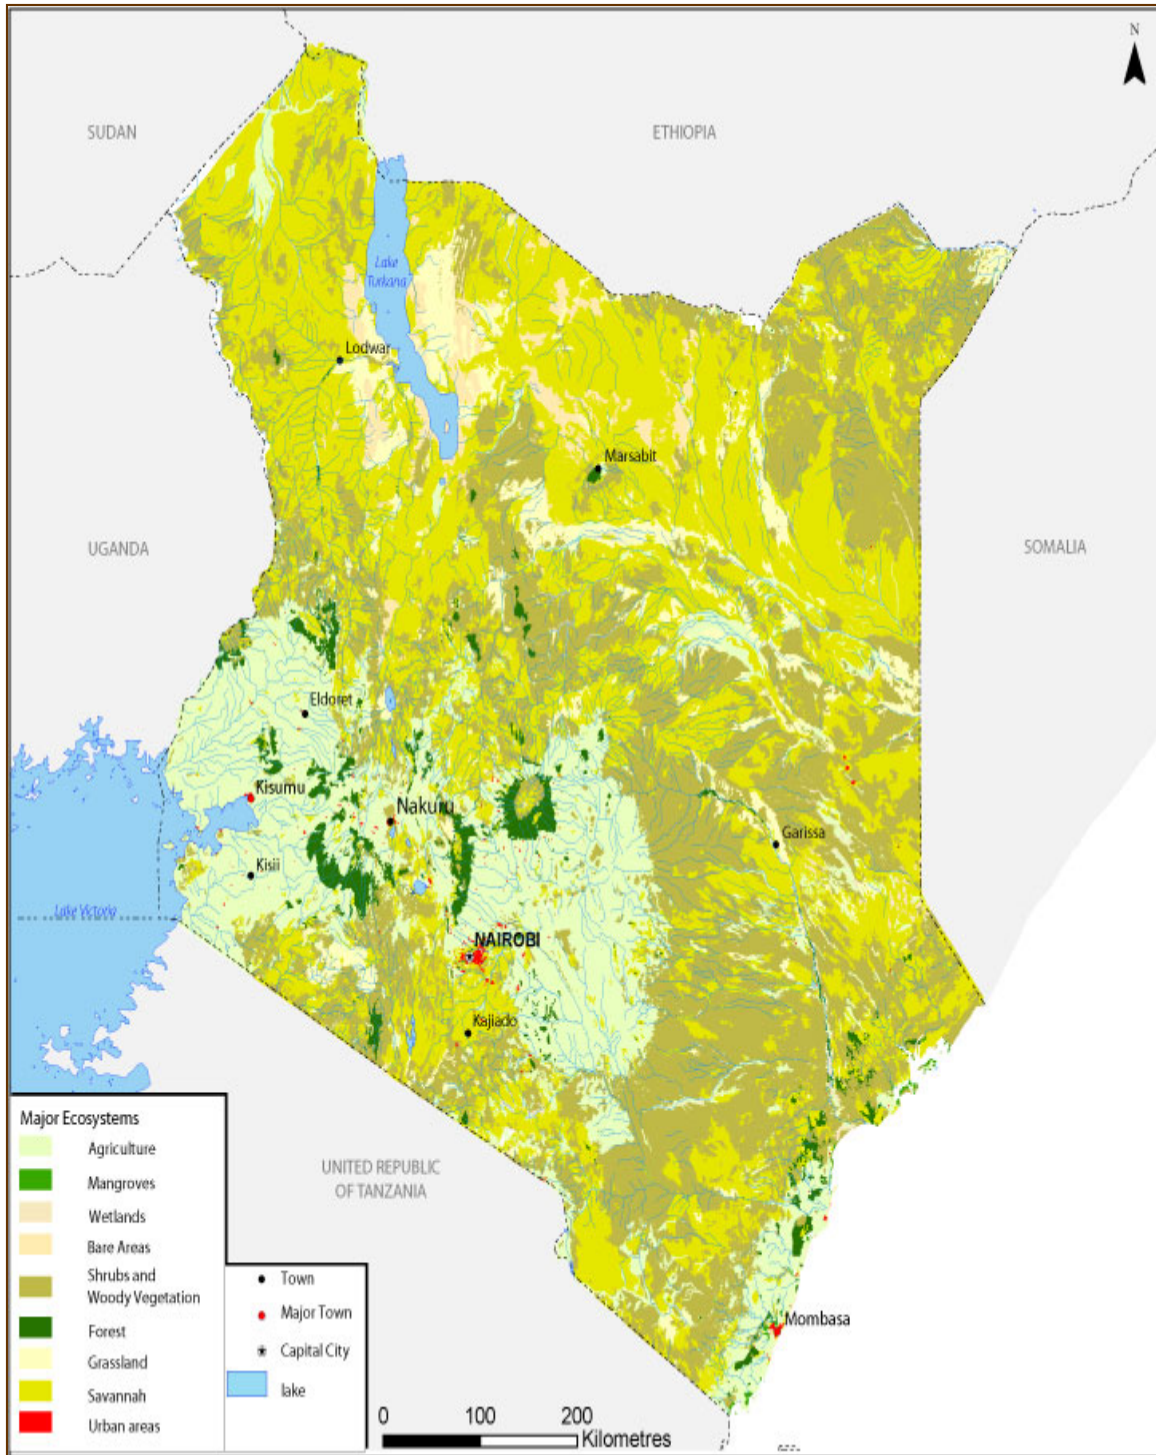 N
SUDAN
ETHIOPIA
Lake
Turkana
Lodwar
Marsabit
UGANDA
SOMALIA
Eldoret
Kisumu
Nakuru
Garissa
Kisii
Lake Victoria
NAIROBI
Kajiado
UNITED REPUBLIC
OF TANZANIA
Mombasa
Major Ecosystems
Agriculture
Mangroves
Wetlands
Bare Areas
Shrubs and
Woody Vegetation
Forest
Grassland
Savannah
Urban areas
Town
Major Town
Capital City
lake
0 100 200
Kilometres